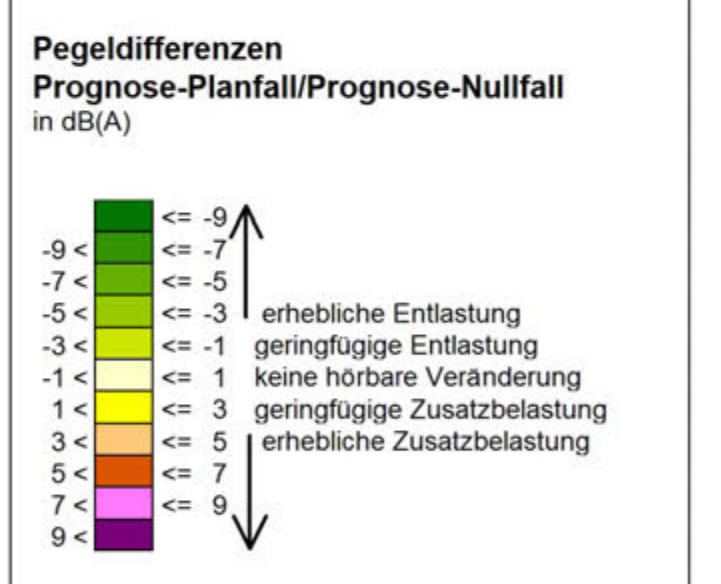 Pegeldifferenzen
Prognose-Planfall/Prognose-Nullfall
in dB(A)
<= -9
-9 < <= -7
-7 < <= -5
-5 < <= -3 erhebliche Entlastung
-3 < <= -1 geringfügige Entlastung
-1 < <= 1 keine hörbare Veränderung
1 < <= 3 geringfügige Zusatzbelastung
3 < <= 5 erhebliche Zusatzbelastung
5 < <= 7
7 < <= 9
9 <